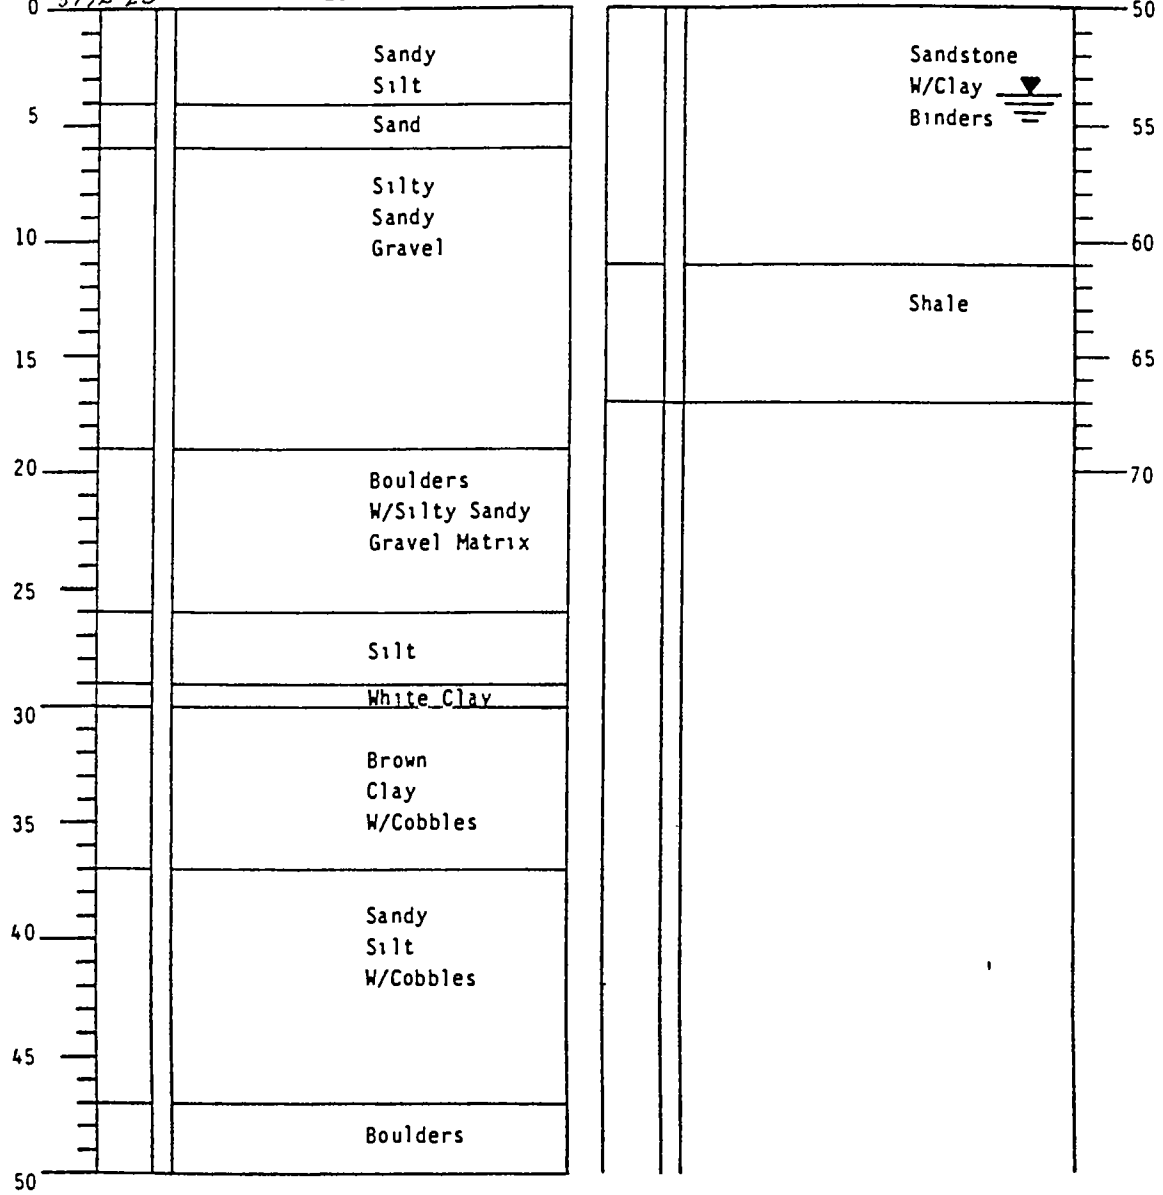 0
Sandy
Silt
5
Sand
Silty
Sandy
10
Gravel
15
20
Boulders
W/Silty Sandy
Gravel Matrix
25
Silt
White Clay
30
Brown
Clay
35
W/Cobbles
Sandy
40
Silt
W/Cobbles
45
Boulders
50
50
Sandstone
W/Clay
Binders
55
60
Shale
65
70